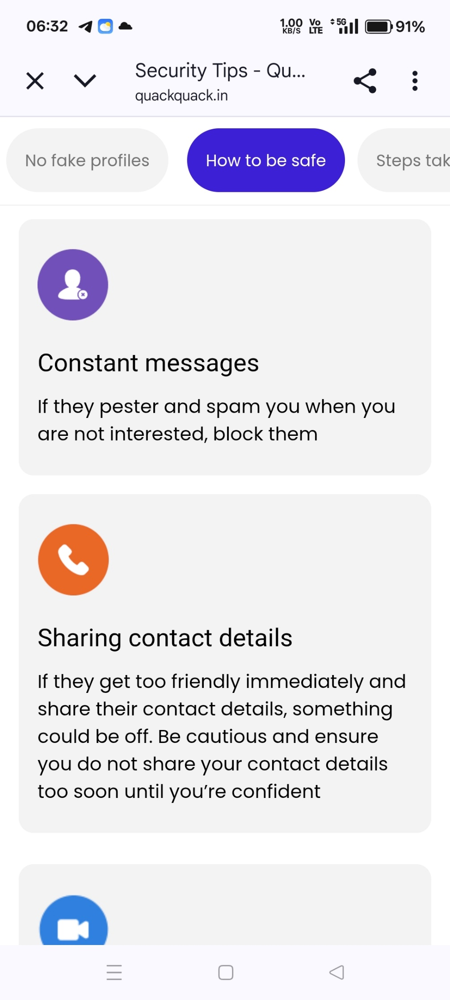 06:32
1.00 KB/S Vo LTE 5G 91%
Security Tips - Qu...
quackquack.in
No fake profiles
How to be safe
Steps tak
Constant messages
If they pester and spam you when you
are not interested, block them
Sharing contact details
If they get too friendly immediately and
share their contact details, something
could be off. Be cautious and ensure
you do not share your contact details
too soon until you’re confident